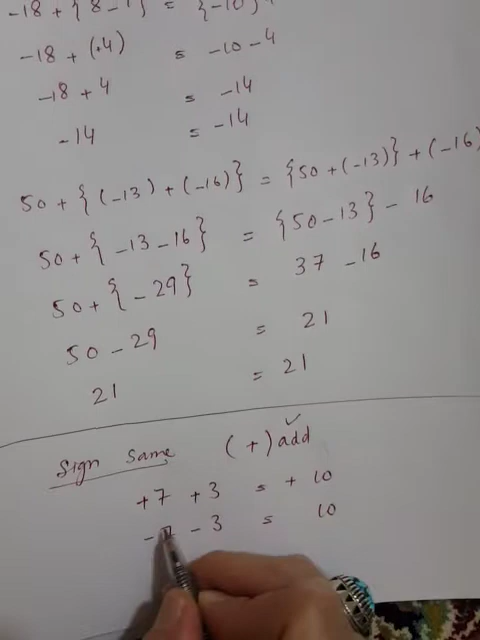 -18 + {8-
-18 + (.4) = -10 - 4
-18 + 4 = -14
-14 = -14
50 + {(-13) + (-16)} = {50 + (-13)} + (-16)
50 + {-13 - 16} = {50 - 13} - 16
50 + {-29} = 37 - 16
50 - 29 = 21
21 = 21
Sign Same (+) add ✓
+7 +3 = +10
- - 3 = 10